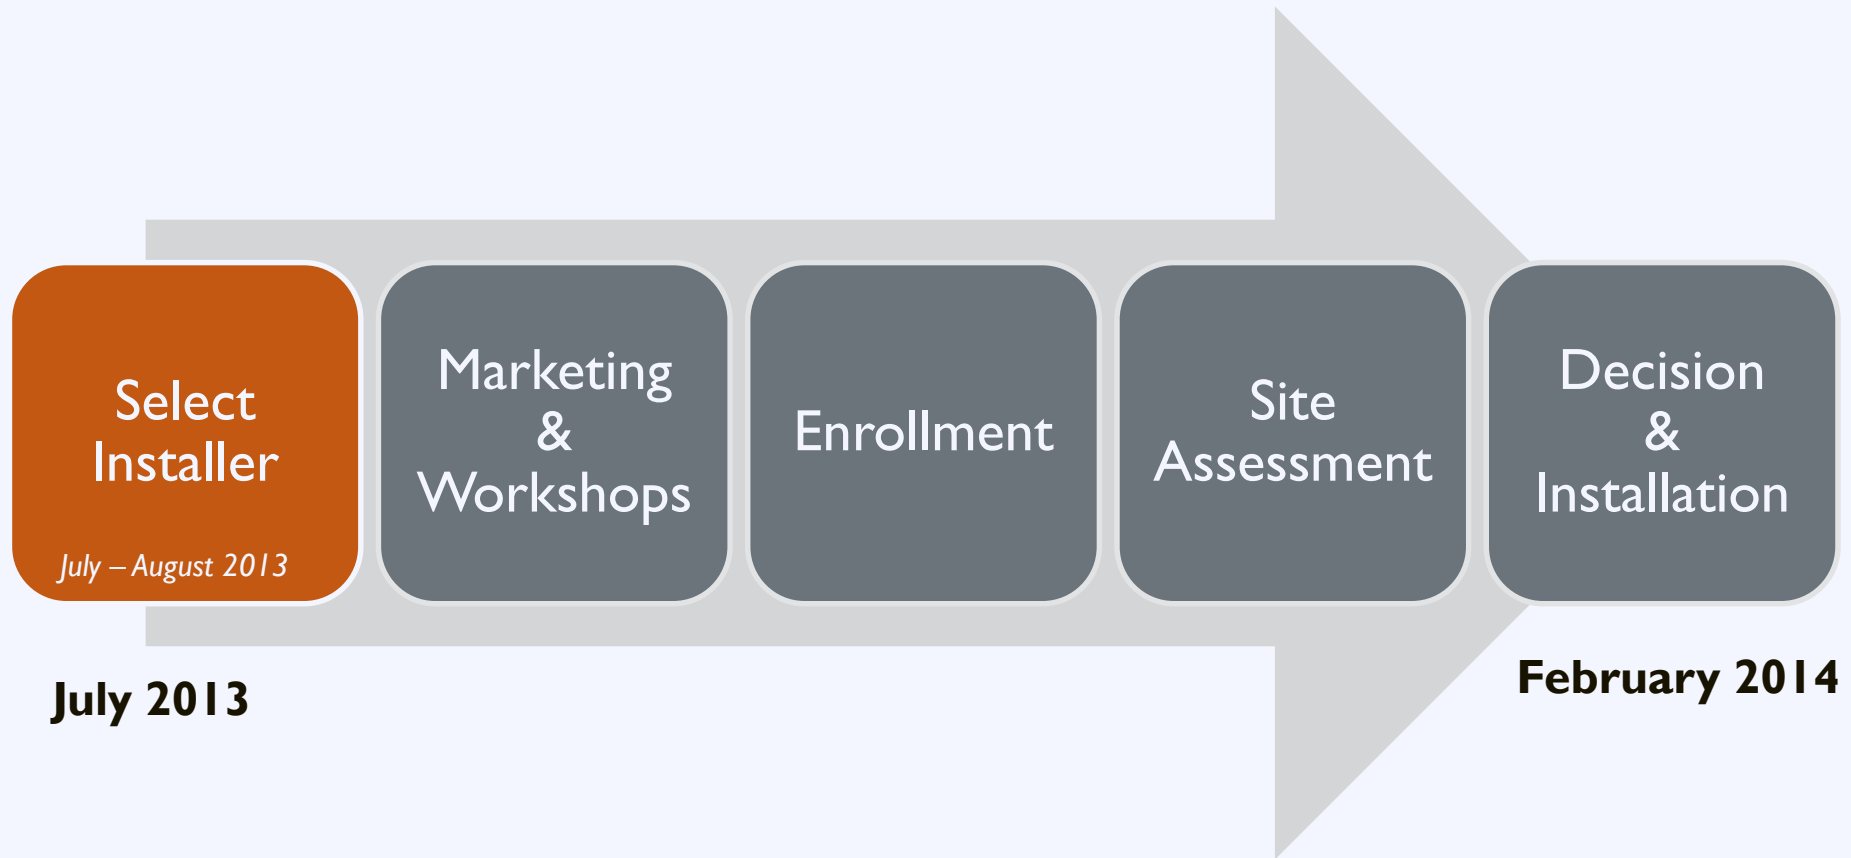 Select
Installer
July – August 2013
Marketing
&
Workshops
Enrollment
Site
Assessment
Decision
&
Installation
July 2013
February 2014